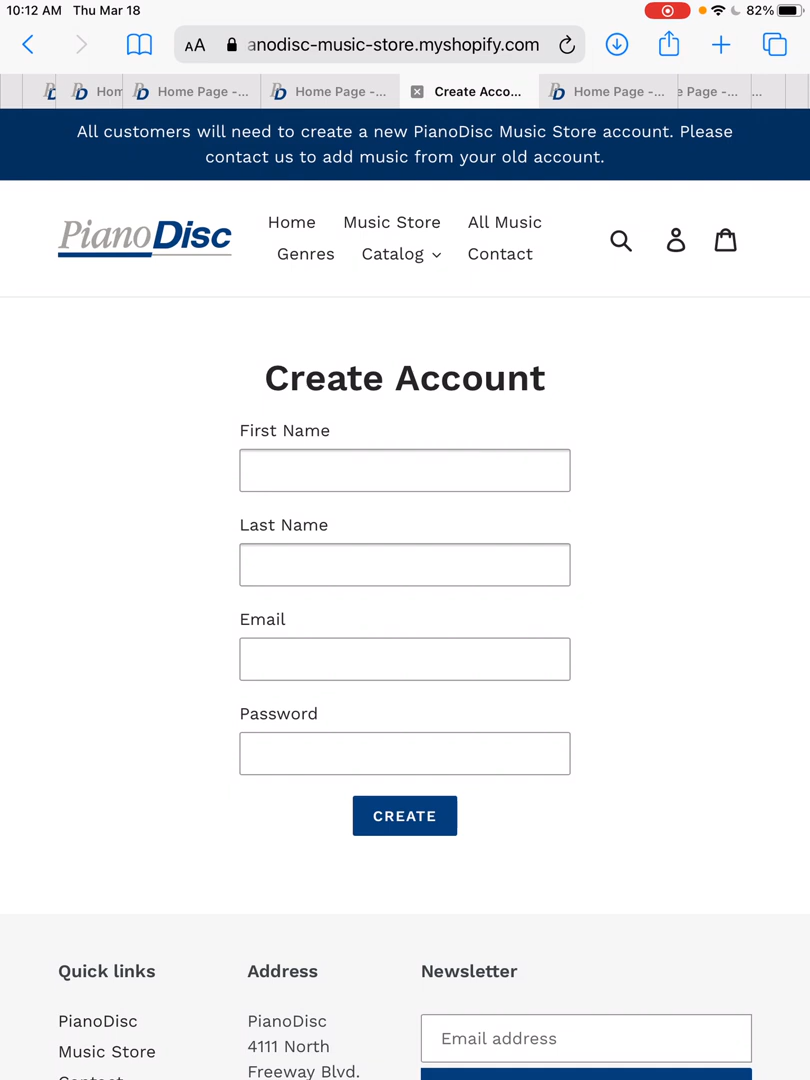 10:12 AM Thu Mar 18 82%
AA anodisc-music-store.myshopify.com
PD Hom PD Home Page -... PD Home Page -... Create Acco... PD Home Page -... e Page -... ...
All customers will need to create a new PianoDisc Music Store account. Please
contact us to add music from your old account.
PianoDisc
Home Music Store All Music
Genres Catalog Contact
Create Account
First Name
Last Name
Email
Password
CREATE
Quick links Address Newsletter
PianoDisc PianoDisc Email address
Music Store 4111 North
Freeway Blvd.